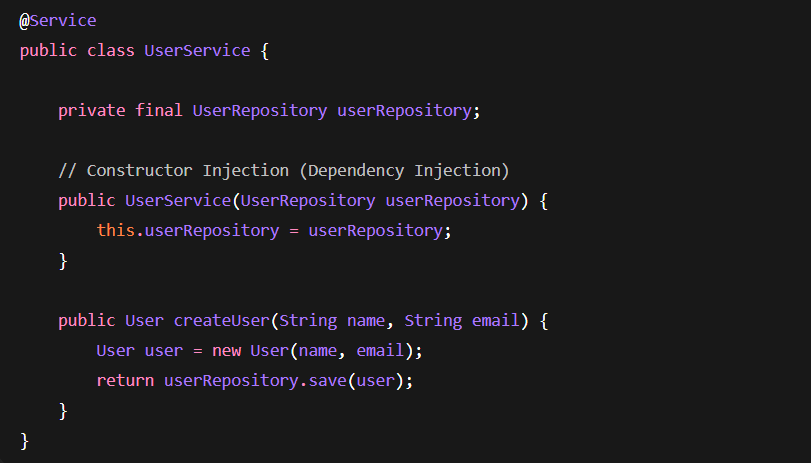 @Service
public class UserService {
    private final UserRepository userRepository;
    // Constructor Injection (Dependency Injection)
    public UserService(UserRepository userRepository) {
        this.userRepository = userRepository;
    }
    public User createUser(String name, String email) {
        User user = new User(name, email);
        return userRepository.save(user);
    }
}